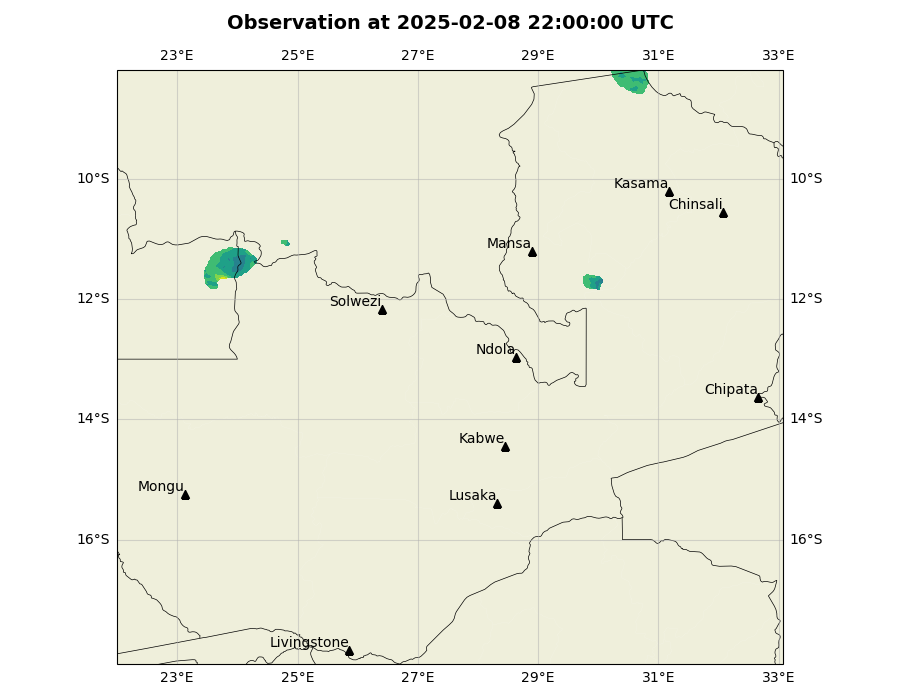 Observation at 2025-02-08 22:00:00 UTC
23°E 25°E 27°E 29°E 31°E 33°E
10°S 10°S
Kasama
Chinsali
Mansa
12°S 12°S
Solwezi
Ndola
Chipata
14°S 14°S
Kabwe
Mongu
Lusaka
16°S 16°S
Livingstone
23°E 25°E 27°E 29°E 31°E 33°E